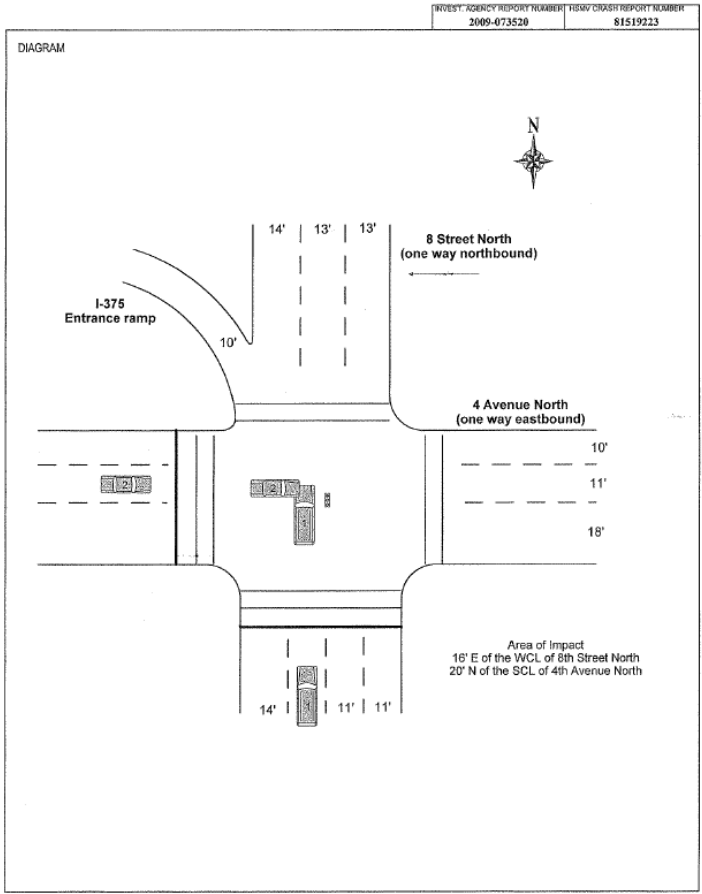 INVEST. AGENCY REPORT NUMBER
HSMV CRASH REPORT NUMBER
2009-073520
81519223
DIAGRAM
N
14' 13' 13'
8 Street North
(one way northbound)
I-375
Entrance ramp
10'
4 Avenue North
(one way eastbound)
10'
2
2
11'
18'
Area of Impact
16' E of the WCL of 8th Street North
20' N of the SCL of 4th Avenue North
14' 11' 11'